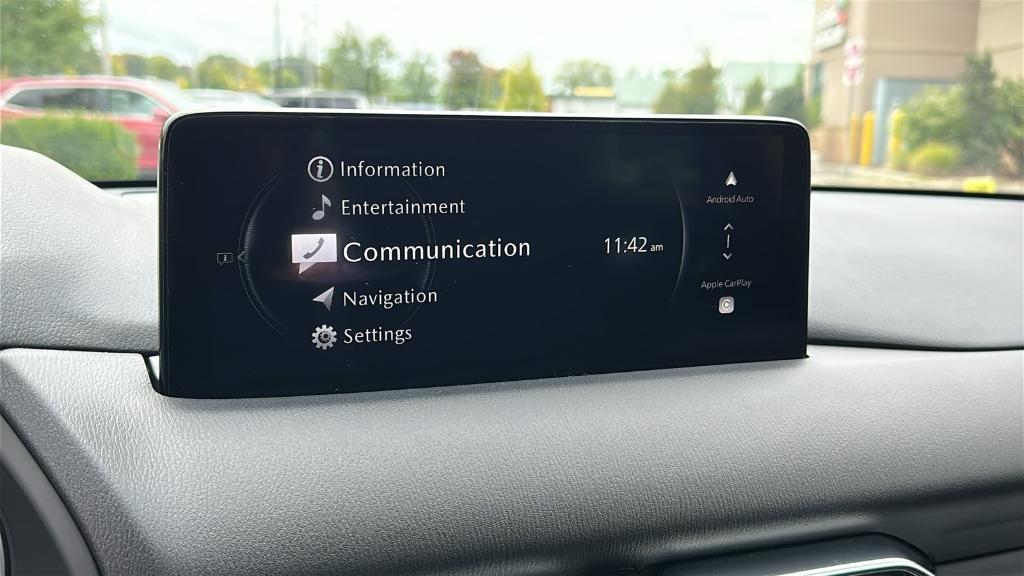 Information
Entertainment
Communication
Navigation
Settings
11:42 am
Android Auto
Apple CarPlay